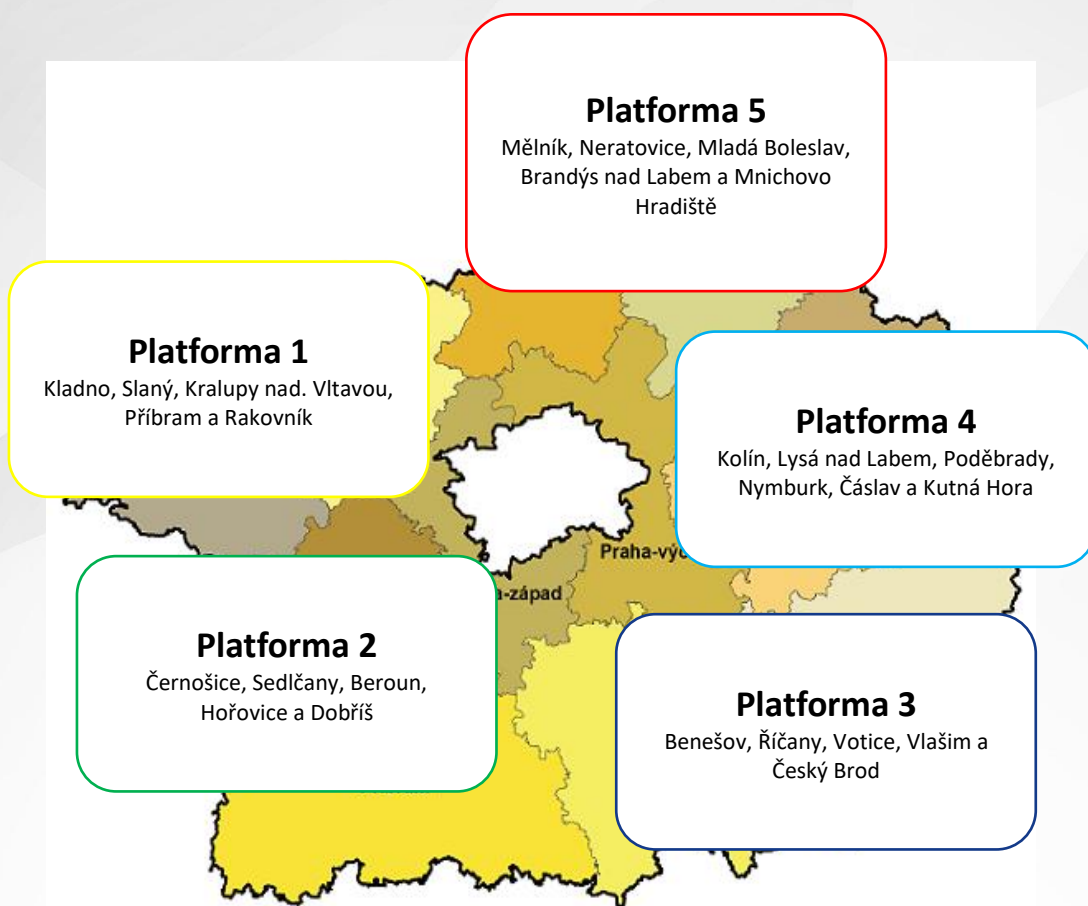 Platforma 5
Mělník, Neratovice, Mladá Boleslav,
Brandýs nad Labem a Mnichovo
Hradiště
Platforma 1
Kladno, Slaný, Kralupy nad. Vltavou,
Příbram a Rakovník
Platforma 4
Kolín, Lysá nad Labem, Poděbrady,
Nymburk, Čáslav a Kutná Hora
Praha-výc
a-západ
Platforma 2
Černošice, Sedlčany, Beroun,
Hořovice a Dobříš
Platforma 3
Benešov, Říčany, Votice, Vlašim a
Český Brod